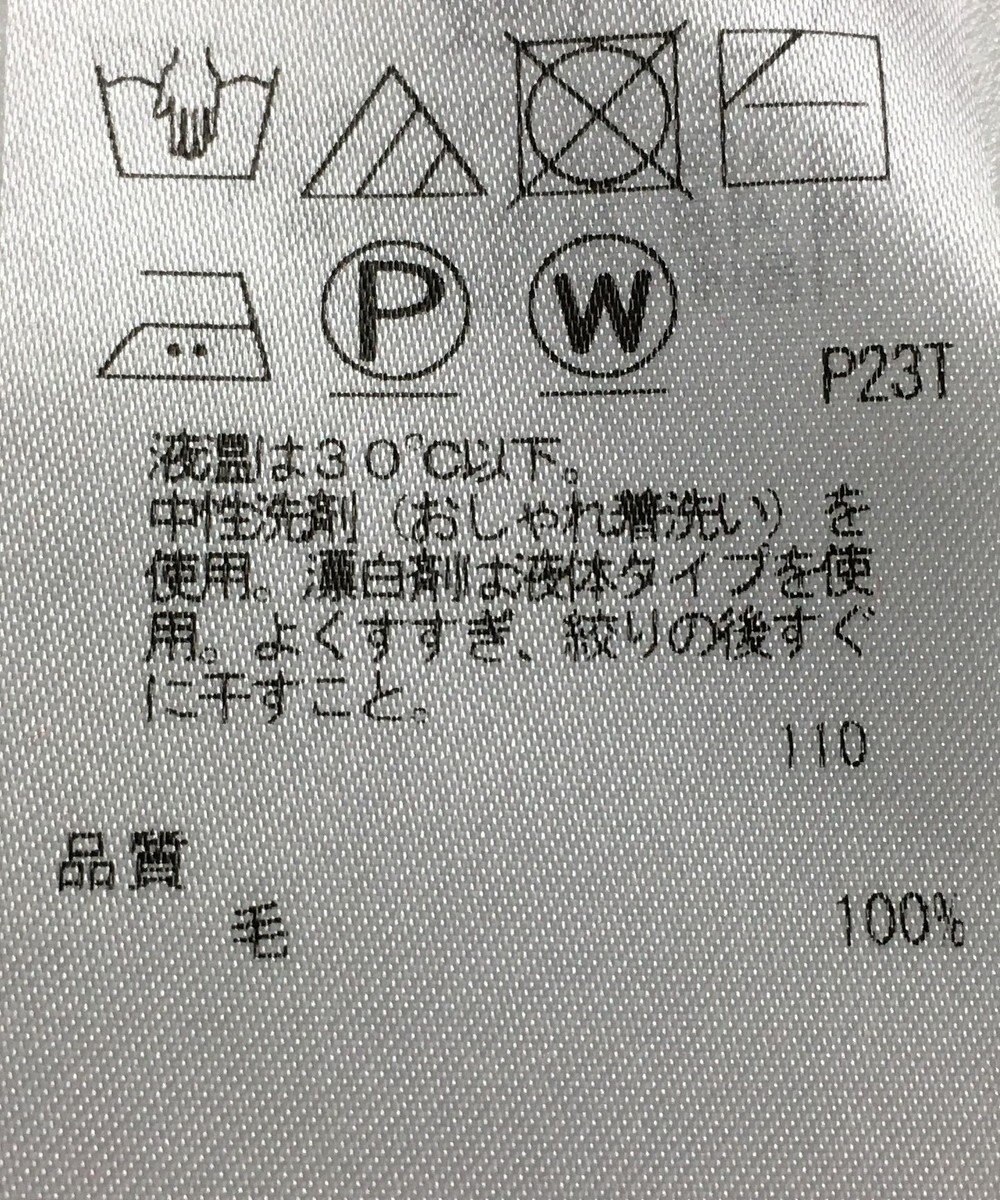 P
W
P23T
液温は30℃以下。
中性洗剤（おしゃれ着洗い）を
使用。漂白剤は液体タイプを使
用。よくすすぎ、絞りの後すぐ
に干すこと。
110
品質
毛 100%